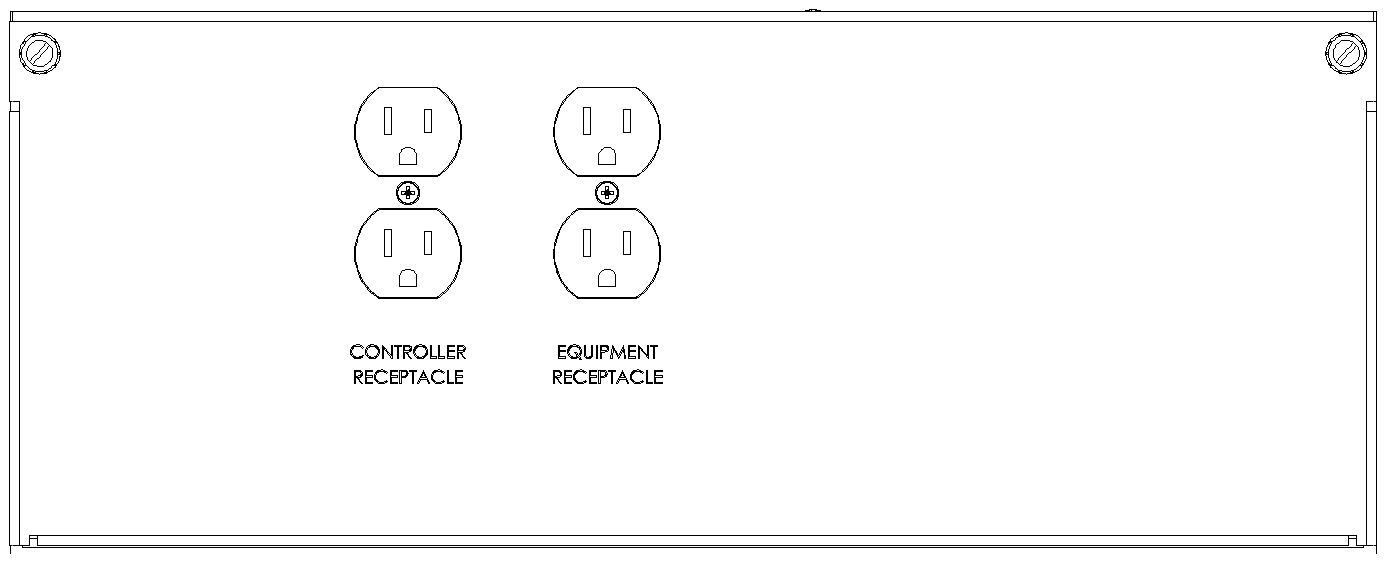 CONTROLLER
RECEPTACLE
EQUIPMENT
RECEPTACLE